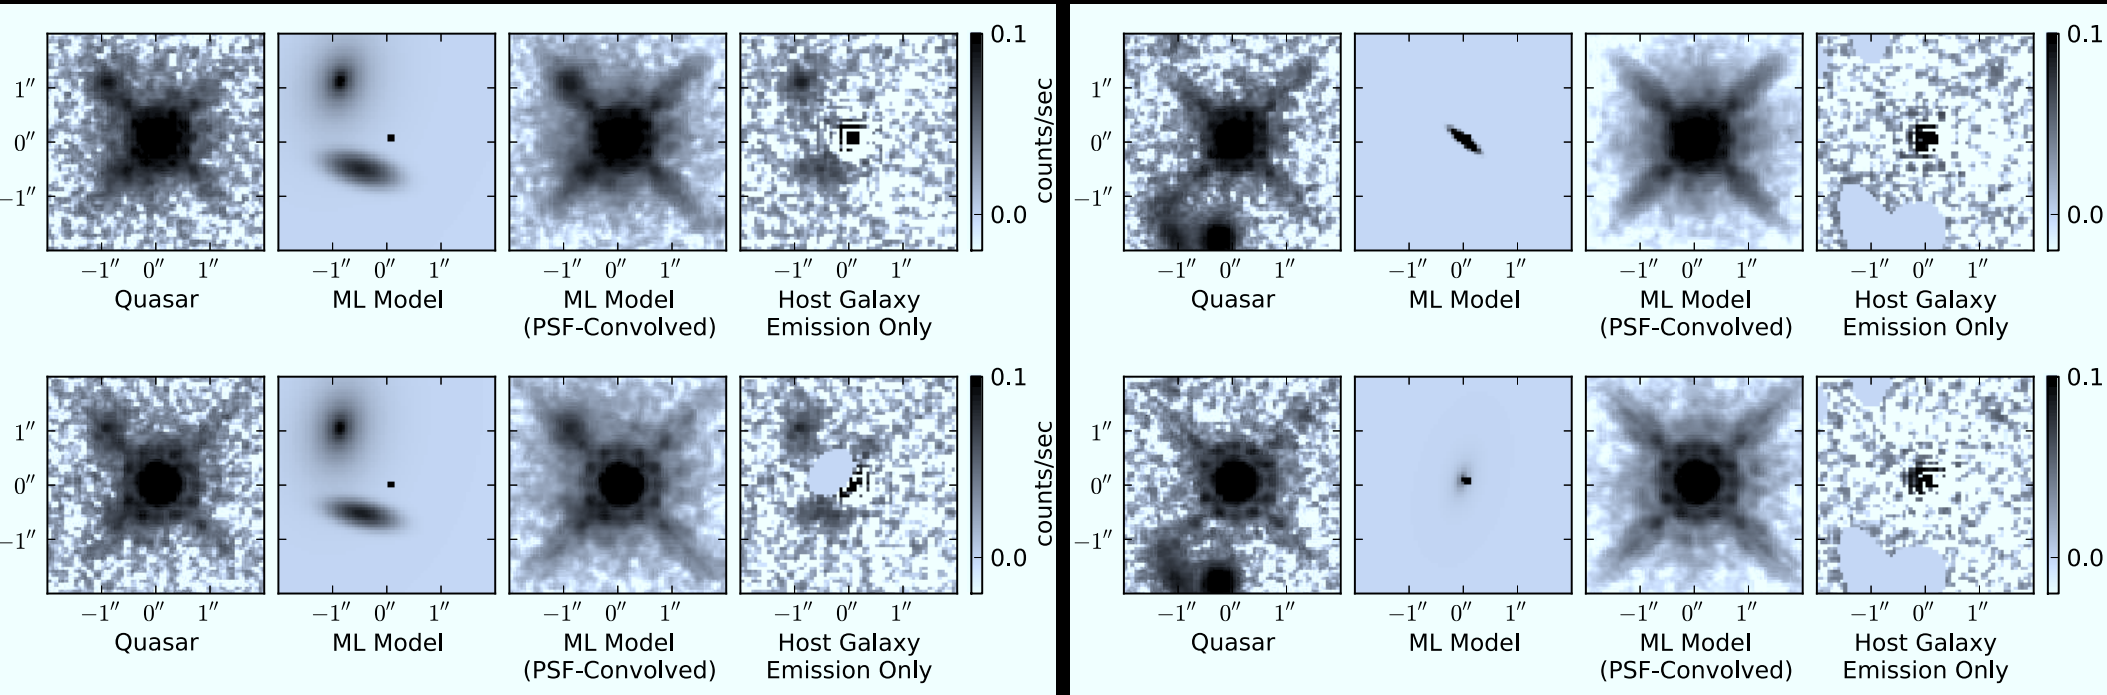 1″ 0.1 1″ 0.1
0″ counts/sec 0″
−1″ 0.0 −1″ 0.0
−1″ 0″ 1″ −1″ 0″ 1″ −1″ 0″ 1″ −1″ 0″ 1″ −1″ 0″ 1″ −1″ 0″ 1″ −1″ 0″ 1″ −1″ 0″ 1″
Quasar ML Model ML Model Host Galaxy Quasar ML Model ML Model Host Galaxy
(PSF-Convolved) Emission Only (PSF-Convolved) Emission Only
1″ 0.1 1″ 0.1
0″ counts/sec 0″
−1″ 0.0 −1″ 0.0
−1″ 0″ 1″ −1″ 0″ 1″ −1″ 0″ 1″ −1″ 0″ 1″ −1″ 0″ 1″ −1″ 0″ 1″ −1″ 0″ 1″ −1″ 0″ 1″
Quasar ML Model ML Model Host Galaxy Quasar ML Model ML Model Host Galaxy
(PSF-Convolved) Emission Only (PSF-Convolved) Emission Only